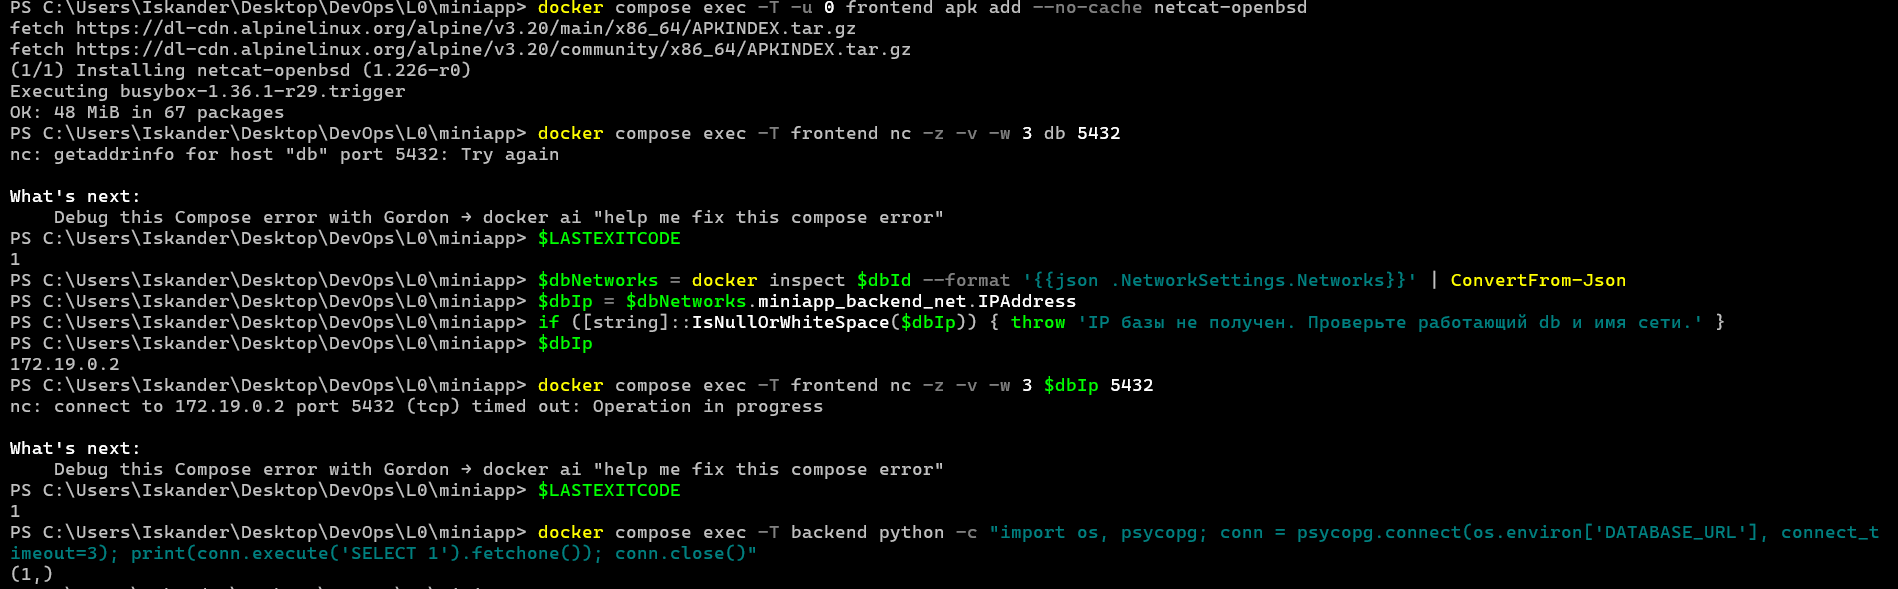 PS C:\Users\Iskander\Desktop\DevOps\L0\miniapp> docker compose exec -T -u 0 frontend apk add --no-cache netcat-openbsd
fetch https://dl-cdn.alpinelinux.org/alpine/v3.20/main/x86_64/APKINDEX.tar.gz
fetch https://dl-cdn.alpinelinux.org/alpine/v3.20/community/x86_64/APKINDEX.tar.gz
(1/1) Installing netcat-openbsd (1.226-r0)
Executing busybox-1.36.1-r29.trigger
OK: 48 MiB in 67 packages
PS C:\Users\Iskander\Desktop\DevOps\L0\miniapp> docker compose exec -T frontend nc -z -v -w 3 db 5432
nc: getaddrinfo for host "db" port 5432: Try again
What's next:
    Debug this Compose error with Gordon → docker ai "help me fix this compose error"
PS C:\Users\Iskander\Desktop\DevOps\L0\miniapp> $LASTEXITCODE
1
PS C:\Users\Iskander\Desktop\DevOps\L0\miniapp> $dbNetworks = docker inspect $dbId --format '{{json .NetworkSettings.Networks}}' | ConvertFrom-Json
PS C:\Users\Iskander\Desktop\DevOps\L0\miniapp> $dbIp = $dbNetworks.miniapp_backend_net.IPAddress
PS C:\Users\Iskander\Desktop\DevOps\L0\miniapp> if ([string]::IsNullOrWhiteSpace($dbIp)) { throw 'IP базы не получен. Проверьте работающий db и имя сети.' }
PS C:\Users\Iskander\Desktop\DevOps\L0\miniapp> $dbIp
172.19.0.2
PS C:\Users\Iskander\Desktop\DevOps\L0\miniapp> docker compose exec -T frontend nc -z -v -w 3 $dbIp 5432
nc: connect to 172.19.0.2 port 5432 (tcp) timed out: Operation in progress
What's next:
    Debug this Compose error with Gordon → docker ai "help me fix this compose error"
PS C:\Users\Iskander\Desktop\DevOps\L0\miniapp> $LASTEXITCODE
1
PS C:\Users\Iskander\Desktop\DevOps\L0\miniapp> docker compose exec -T backend python -c "import os, psycopg; conn = psycopg.connect(os.environ['DATABASE_URL'], connect_t
imeout=3); print(conn.execute('SELECT 1').fetchone()); conn.close()"
(1,)